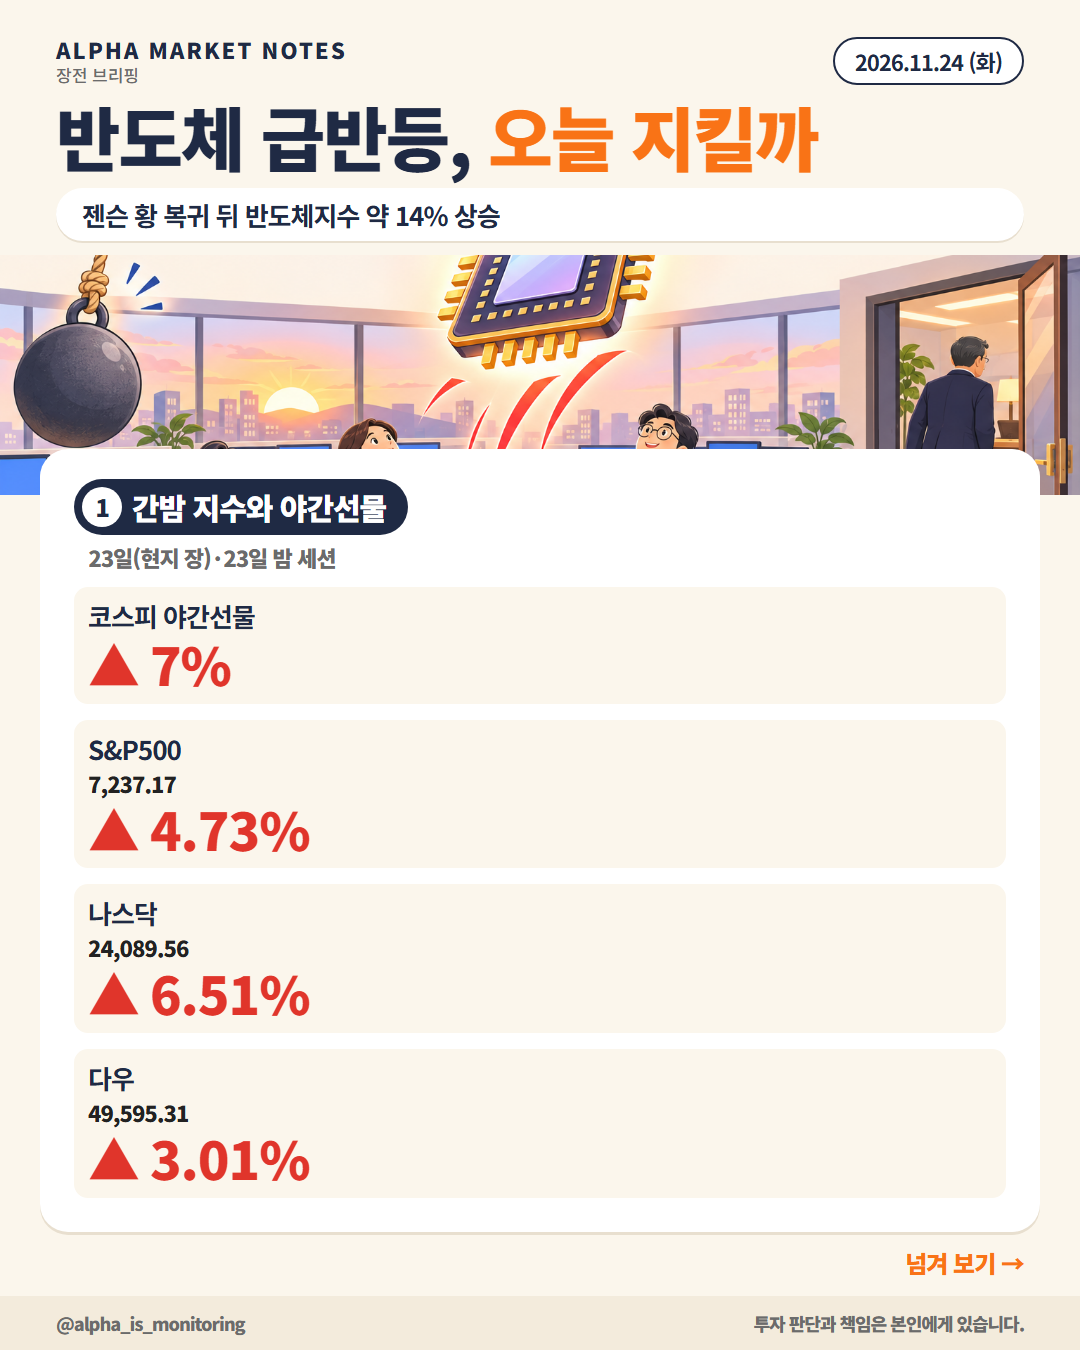 ALPHA MARKET NOTES
장전 브리핑
2026.11.24 (화)
반도체 급반등, 오늘 지킬까
젠슨 황 복귀 뒤 반도체지수 약 14% 상승
1 간밤 지수와 야간선물
23일(현지 장)·23일 밤 세션
코스피 야간선물
▲ 7%
S&P500
7,237.17
▲ 4.73%
나스닥
24,089.56
▲ 6.51%
다우
49,595.31
▲ 3.01%
넘겨 보기 →
@alpha_is_monitoring
투자 판단과 책임은 본인에게 있습니다.